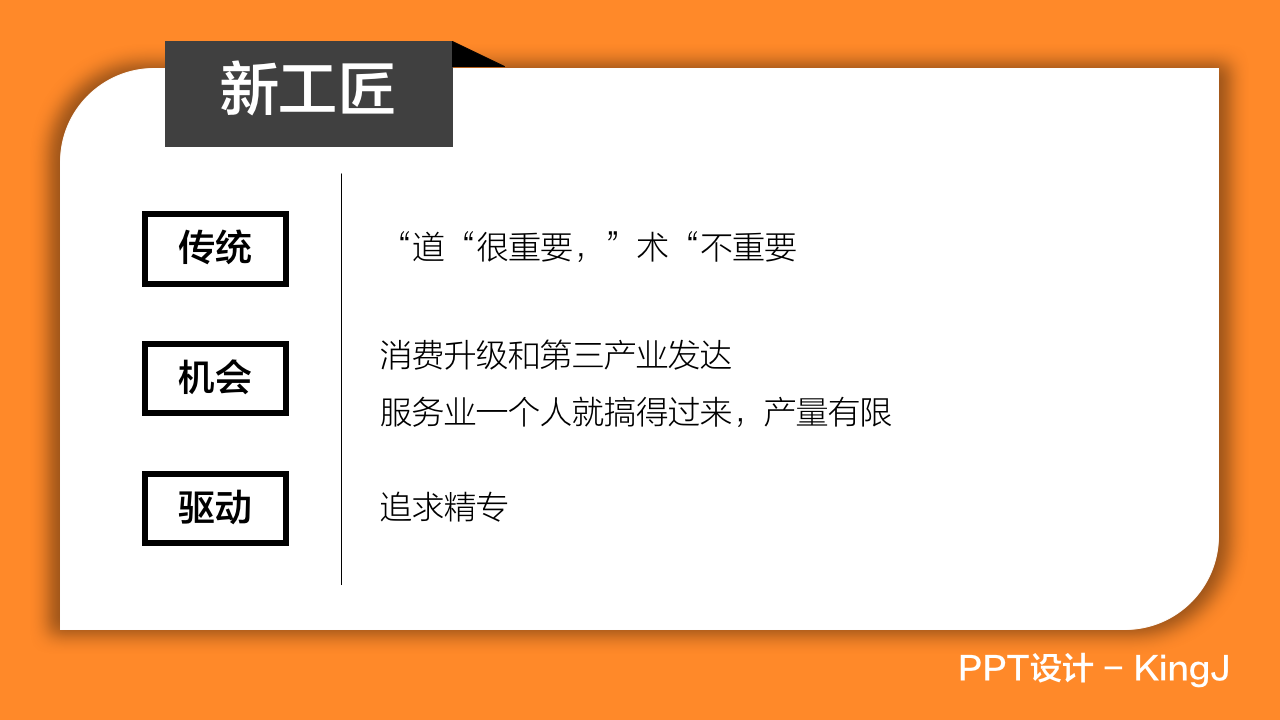 新工匠
传统
“道“很重要，”术“不重要
机会
消费升级和第三产业发达
服务业一个人就搞得过来，产量有限
驱动
追求精专
PPT设计 – KingJ